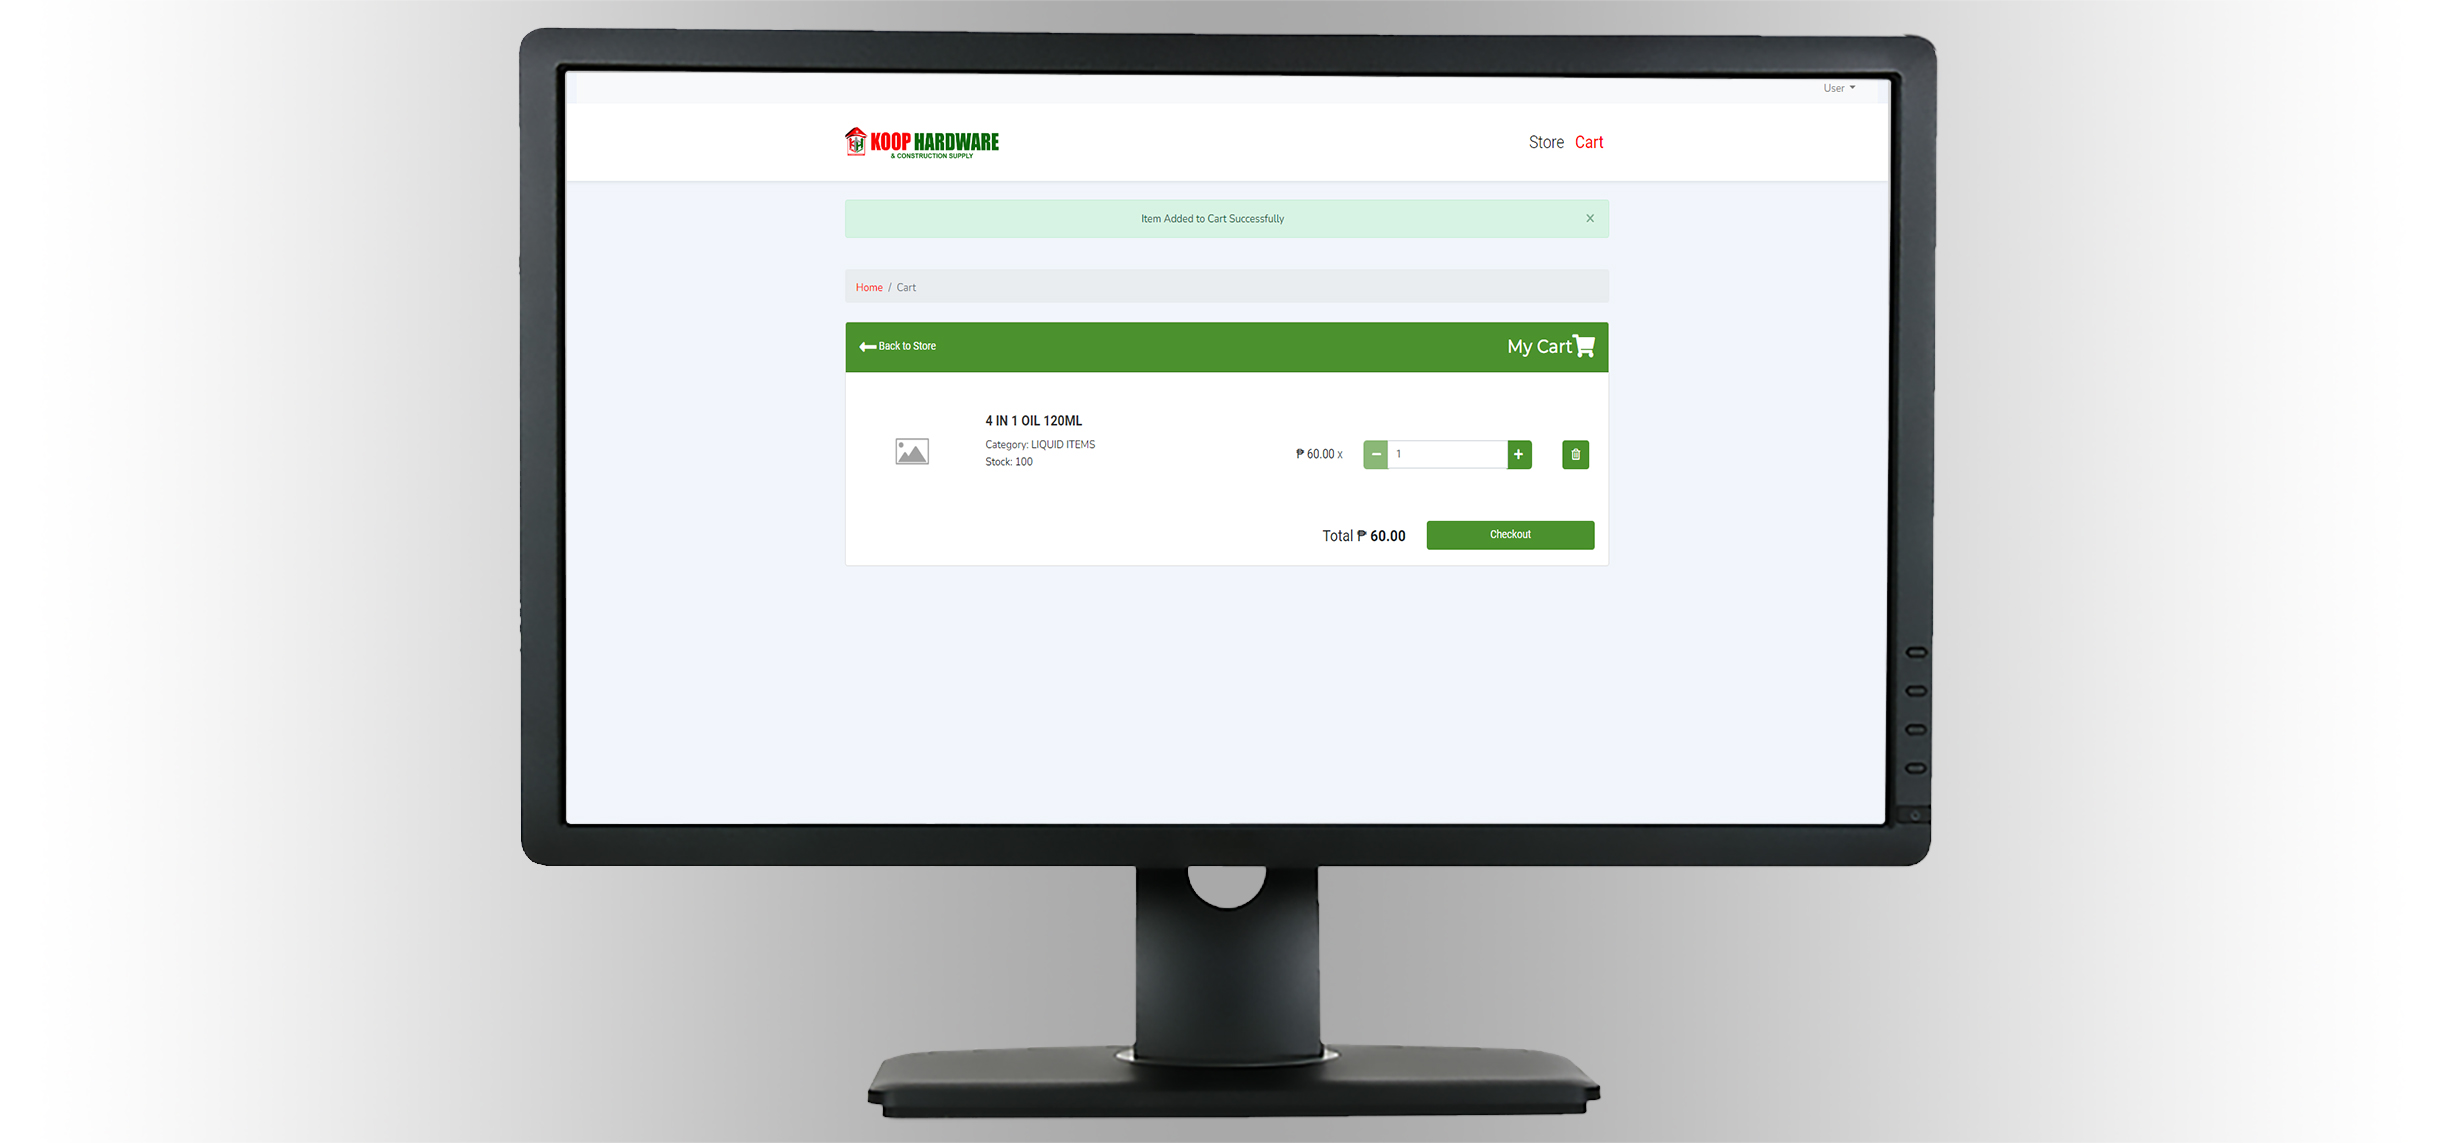 User
KOOP HARDWARE
& CONSTRUCTION SUPPLY
Store Cart
Item Added to Cart Successfully ×
Home / Cart
Back to Store
My Cart
4 IN 1 OIL 120ML
Category: LIQUID ITEMS
Stock: 100
₱ 60.00 x
− 1 +
Total ₱ 60.00
Checkout